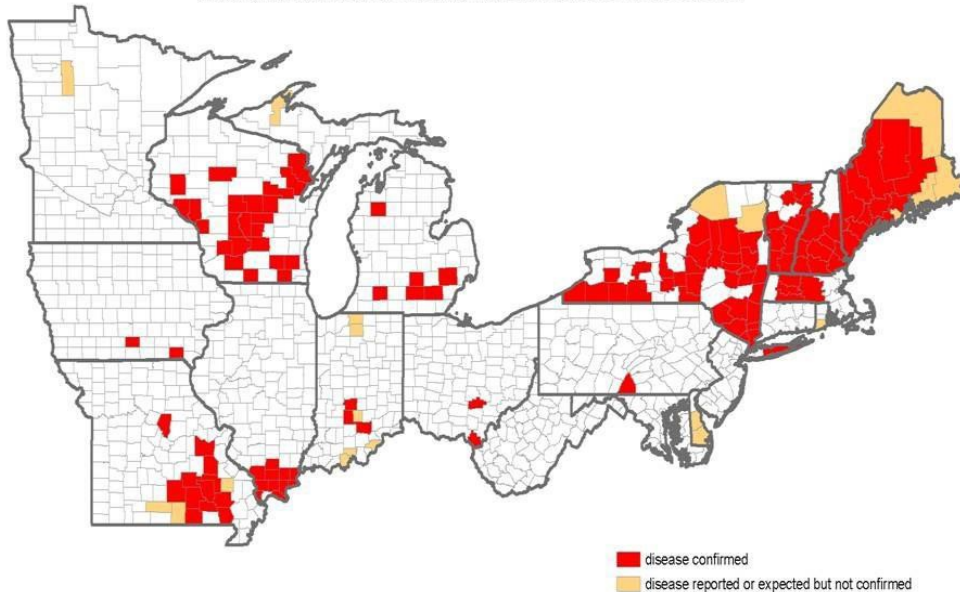 disease confirmed
disease reported or expected but not confirmed